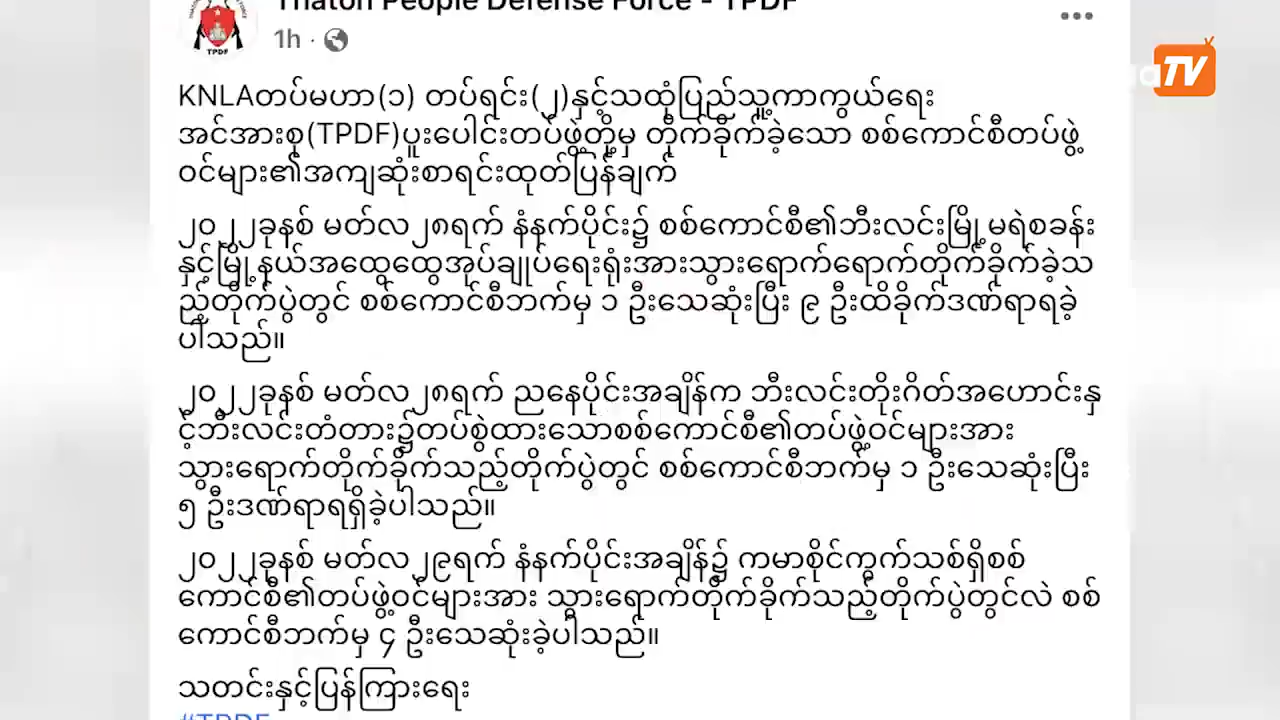 Thaton People Defense Force - TPDF
1h ·
TPDF
TV
KNLAတပ်မဟာ(၁) တပ်ရင်း(၂)နှင့်သထုံပြည်သူ့ကာကွယ်ရေး
အင်အားစု(TPDF)ပူးပေါင်းတပ်ဖွဲ့တို့မှ တိုက်ခိုက်ခဲ့သော စစ်ကောင်စီတပ်ဖွဲ့
ဝင်များ၏အကျဆုံးစာရင်းထုတ်ပြန်ချက်
၂၀၂၂ခုနှစ် မတ်လ၂၈ရက် နံနက်ပိုင်း၌ စစ်ကောင်စီ၏ဘီးလင်းမြို့မရဲစခန်း
နှင့်မြို့နယ်အထွေထွေအုပ်ချုပ်ရေးရုံးအားသွားရောက်ရောက်တိုက်ခိုက်ခဲ့သ
ည့်တိုက်ပွဲတွင် စစ်ကောင်စီဘက်မှ ၁ ဦးသေဆုံးပြီး ၉ ဦးထိခိုက်ဒဏ်ရာရခဲ့
ပါသည်။
၂၀၂၂ခုနှစ် မတ်လ၂၈ရက် ညနေပိုင်းအချိန်က ဘီးလင်းတိုးဂိတ်အဟောင်းနှ
င့်ဘီးလင်းတံတား၌တပ်စွဲထားသောစစ်ကောင်စီ၏တပ်ဖွဲ့ဝင်များအား
သွားရောက်တိုက်ခိုက်သည့်တိုက်ပွဲတွင် စစ်ကောင်စီဘက်မှ ၁ ဦးသေဆုံးပြီး
၅ ဦးဒဏ်ရာရရှိခဲ့ပါသည်။
၂၀၂၂ခုနှစ် မတ်လ၂၉ရက် နံနက်ပိုင်းအချိန်၌ ကမာစိုင်ကွက်သစ်ရှိစစ်
ကောင်စီ၏တပ်ဖွဲ့ဝင်များအား သွားရောက်တိုက်ခိုက်သည့်တိုက်ပွဲတွင်လဲ စစ်
ကောင်စီဘက်မှ ၄ ဦးသေဆုံးခဲ့ပါသည်။
သတင်းနှင့်ပြန်ကြားရေး
#TPDF